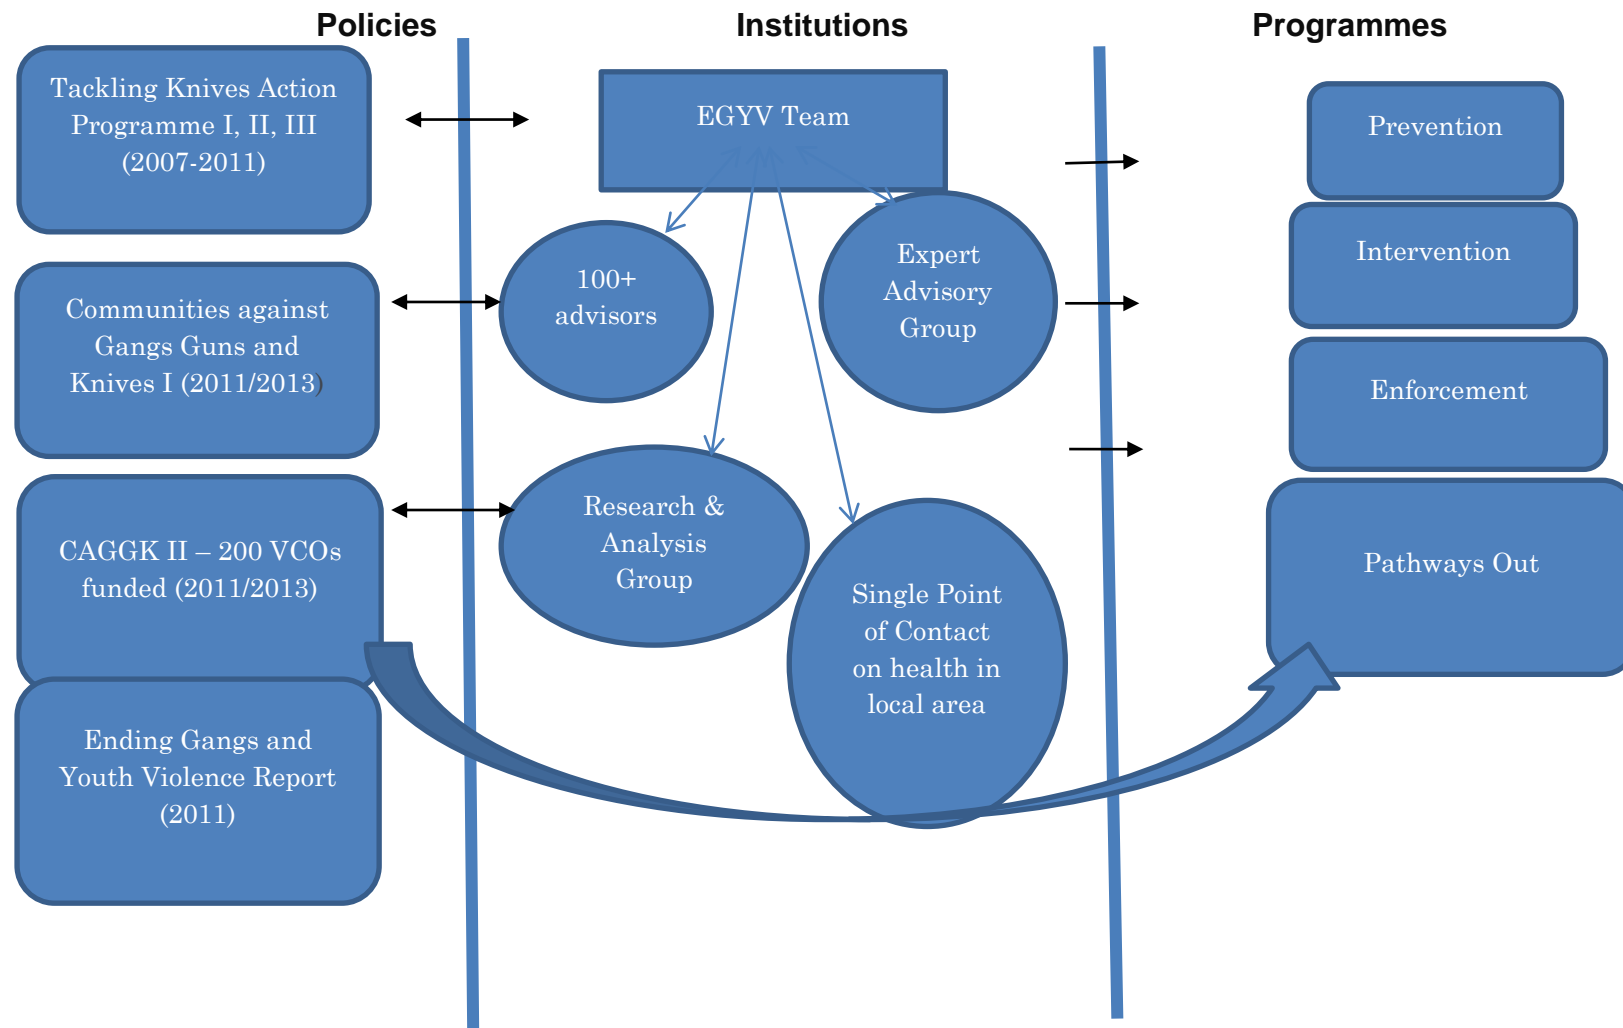 Policies
Institutions
Programmes
Tackling Knives Action
Programme I, II, III
(2007-2011)
Communities against
Gangs Guns and
Knives I (2011/2013)
CAGGK II – 200 VCOs
funded (2011/2013)
Ending Gangs and
Youth Violence Report
(2011)
EGYV Team
100+
advisors
Expert
Advisory
Group
Research &
Analysis
Group
Single Point
of Contact
on health in
local area
Prevention
Intervention
Enforcement
Pathways Out